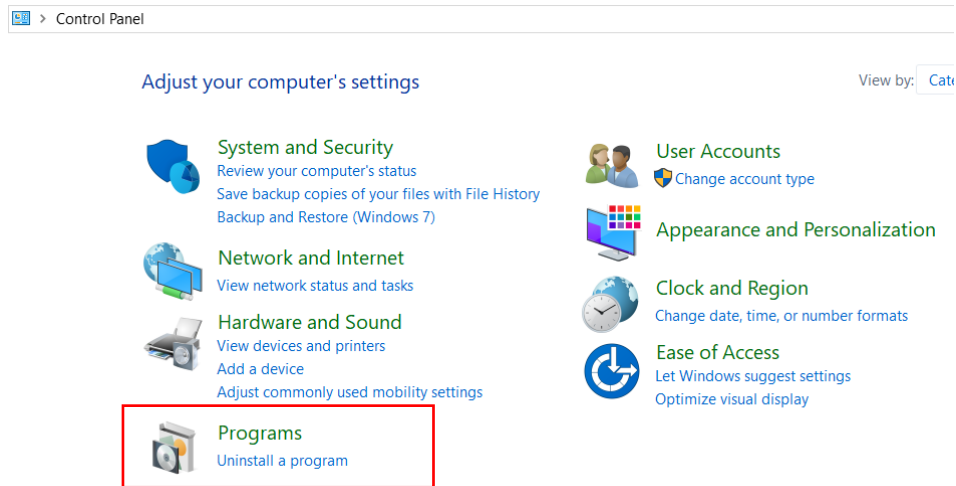 > Control Panel
Adjust your computer's settings
View by: Cate
System and Security
Review your computer's status
Save backup copies of your files with File History
Backup and Restore (Windows 7)
Network and Internet
View network status and tasks
Hardware and Sound
View devices and printers
Add a device
Adjust commonly used mobility settings
Programs
Uninstall a program
User Accounts
Change account type
Appearance and Personalization
Clock and Region
Change date, time, or number formats
Ease of Access
Let Windows suggest settings
Optimize visual display